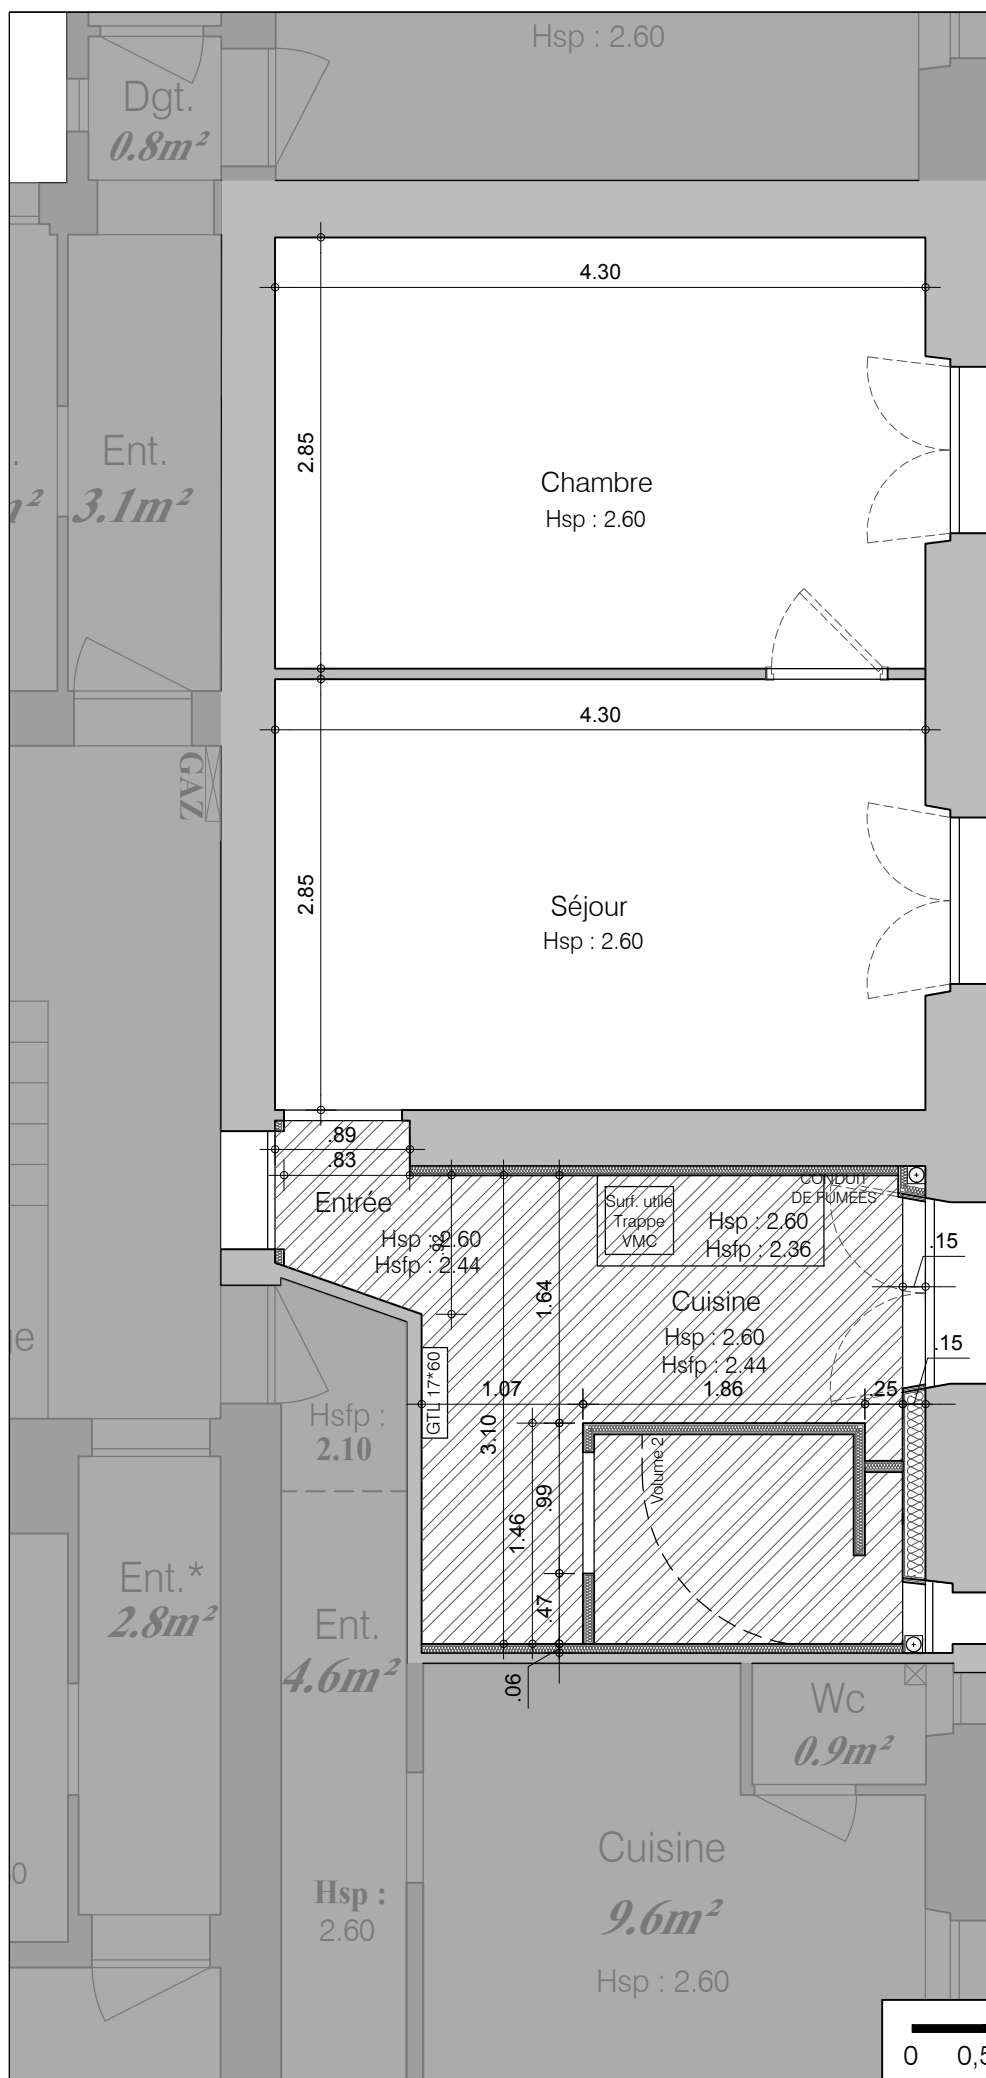 Hsp : 2.60
Dgt.
0.8m²
4.30
2.85
Ent.
3.1m²
m²
Chambre
Hsp : 2.60
4.30
GAZ
2.85
Séjour
Hsp : 2.60
.89
.83
Entrée
Hsp : 2.60
Hsfp : 2.44
.92
Surf. utile
Trappe
VMC
CONDUIT
DE FUMÉES
Hsp : 2.60
Hsfp : 2.36
.15
1.64
Cuisine
Hsp : 2.60
Hsfp : 2.44
.15
ge
GTL 17*60
1.07
1.86
.25
3.10
Hsfp :
2.10
Volume 2
.99
1.46
.47
.06
Ent.*
2.8m²
Ent.
4.6m²
Wc
0.9m²
Cuisine
9.6m²
Hsp : 2.60
Hsp :
2.60
0
0 0,5